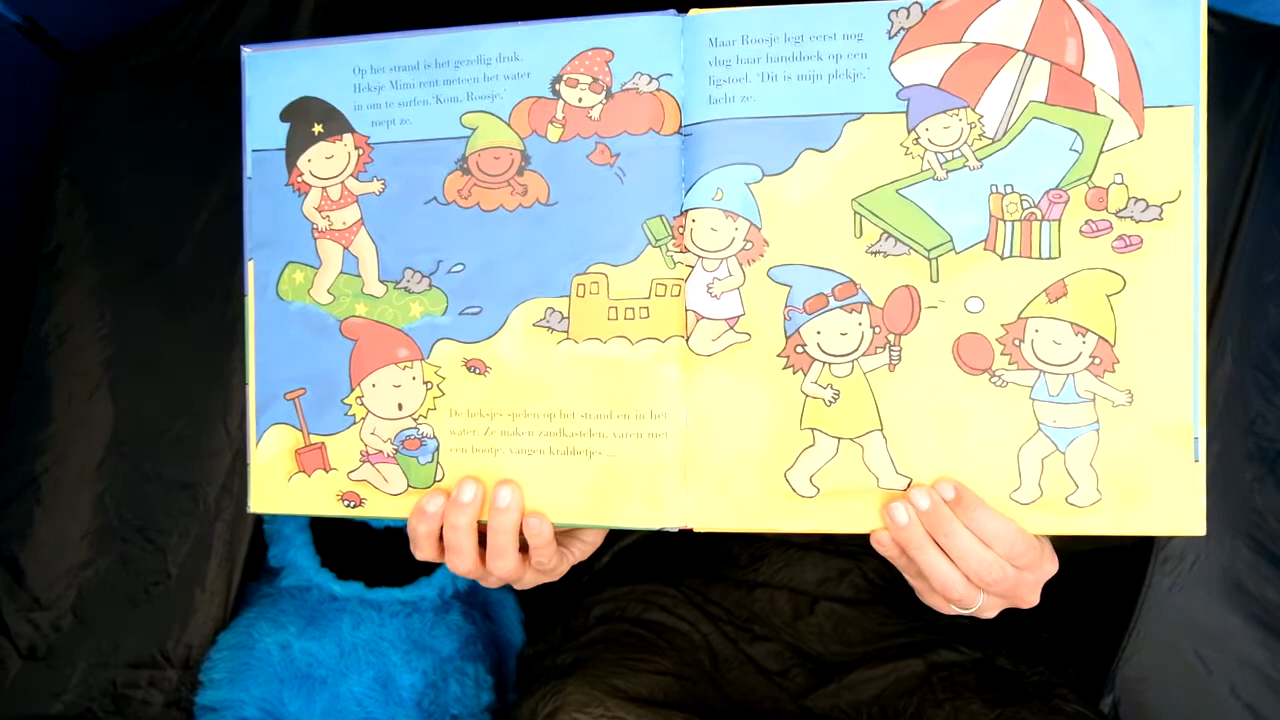 Op het strand is het gezellig druk.
Heksje Mimi rent meteen het water
in om te surfen. ‘Kom, Roosje,’
roept ze.
De heksjes spelen op het strand en in het
water. Ze maken zandkastelen, varen met
een bootje, vangen krabbetjes ...
Maar Roosje legt eerst nog
vlug haar handdoek op een
ligstoel. ‘Dit is mijn plekje,’
lacht ze.